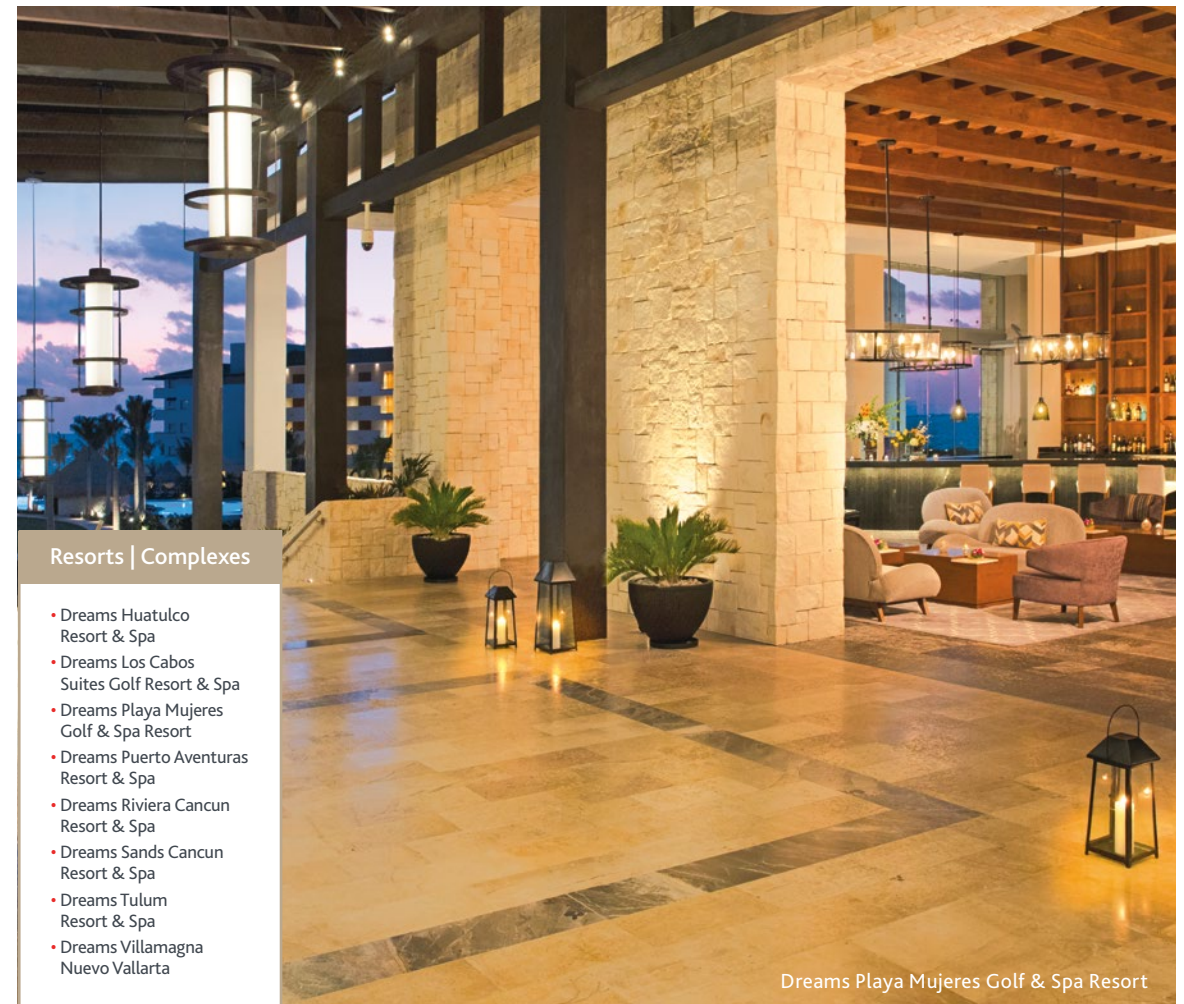 Resorts | Complexes
• Dreams Huatulco
Resort & Spa
• Dreams Los Cabos
Suites Golf Resort & Spa
• Dreams Playa Mujeres
Golf & Spa Resort
• Dreams Puerto Aventuras
Resort & Spa
• Dreams Riviera Cancun
Resort & Spa
• Dreams Sands Cancun
Resort & Spa
• Dreams Tulum
Resort & Spa
• Dreams Villamagna
Nuevo Vallarta
Dreams Playa Mujeres Golf & Spa Resort